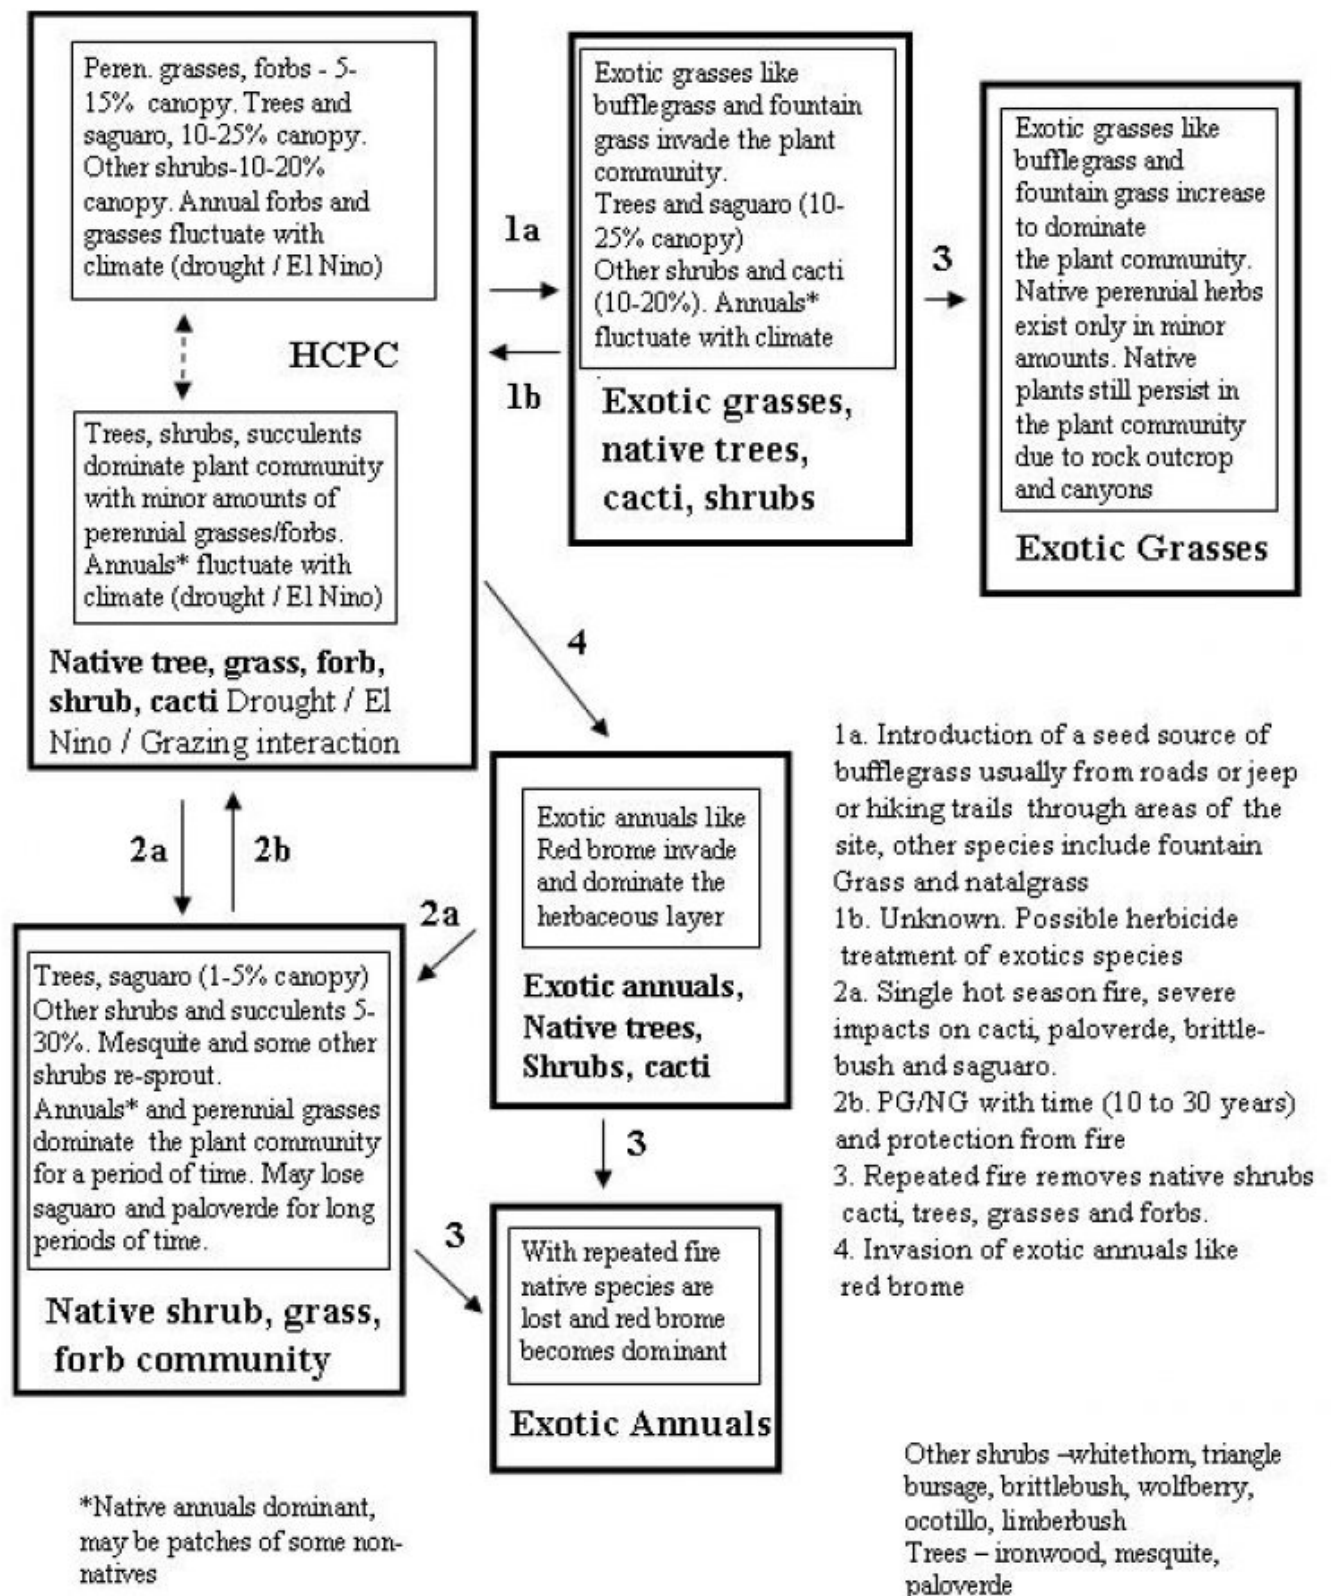 Peren. grasses, forbs - 5-
15% canopy. Trees and
saguaro, 10-25% canopy.
Other shrubs-10-20%
canopy. Annual forbs and
grasses fluctuate with
climate (drought / El Nino)
HCPC
Trees, shrubs, succulents
dominate plant community
with minor amounts of
perennial grasses/forbs.
Annuals* fluctuate with
climate (drought / El Nino)
Native tree, grass, forb,
shrub, cacti Drought / El
Nino / Grazing interaction
1a
1b
Exotic grasses like
bufflegrass and fountain
grass invade the plant
community.
Trees and saguaro (10-
25% canopy)
Other shrubs and cacti
(10-20%). Annuals*
fluctuate with climate
Exotic grasses,
native trees,
cacti, shrubs
3
Exotic grasses like
bufflegrass and
fountain grass increase
to dominate
the plant community.
Native perennial herbs
exist only in minor
amounts. Native
plants still persist in
the plant community
due to rock outcrop
and canyons
Exotic Grasses
4
2a
2b
Exotic annuals like
Red brome invade
and dominate the
herbaceous layer
Exotic annuals,
Native trees,
Shrubs, cacti
2a
3
Trees, saguaro (1-5% canopy)
Other shrubs and succulents 5-
30%. Mesquite and some other
shrubs re-sprout.
Annuals* and perennial grasses
dominate the plant community
for a period of time. May lose
saguaro and paloverde for long
periods of time.
Native shrub, grass,
forb community
3
With repeated fire
native species are
lost and red brome
becomes dominant
Exotic Annuals
1a. Introduction of a seed source of
bufflegrass usually from roads or jeep
or hiking trails through areas of the
site, other species include fountain
Grass and natalgrass
1b. Unknown. Possible herbicide
treatment of exotics species
2a. Single hot season fire, severe
impacts on cacti, paloverde, brittle-
bush and saguaro.
2b. PG/NG with time (10 to 30 years)
and protection from fire
3. Repeated fire removes native shrubs
cacti, trees, grasses and forbs.
4. Invasion of exotic annuals like
red brome
*Native annuals dominant,
may be patches of some non-
natives
Other shrubs –whitethorn, triangle
bursage, brittlebush, wolfberry,
ocotillo, limberbush
Trees – ironwood, mesquite,
paloverde